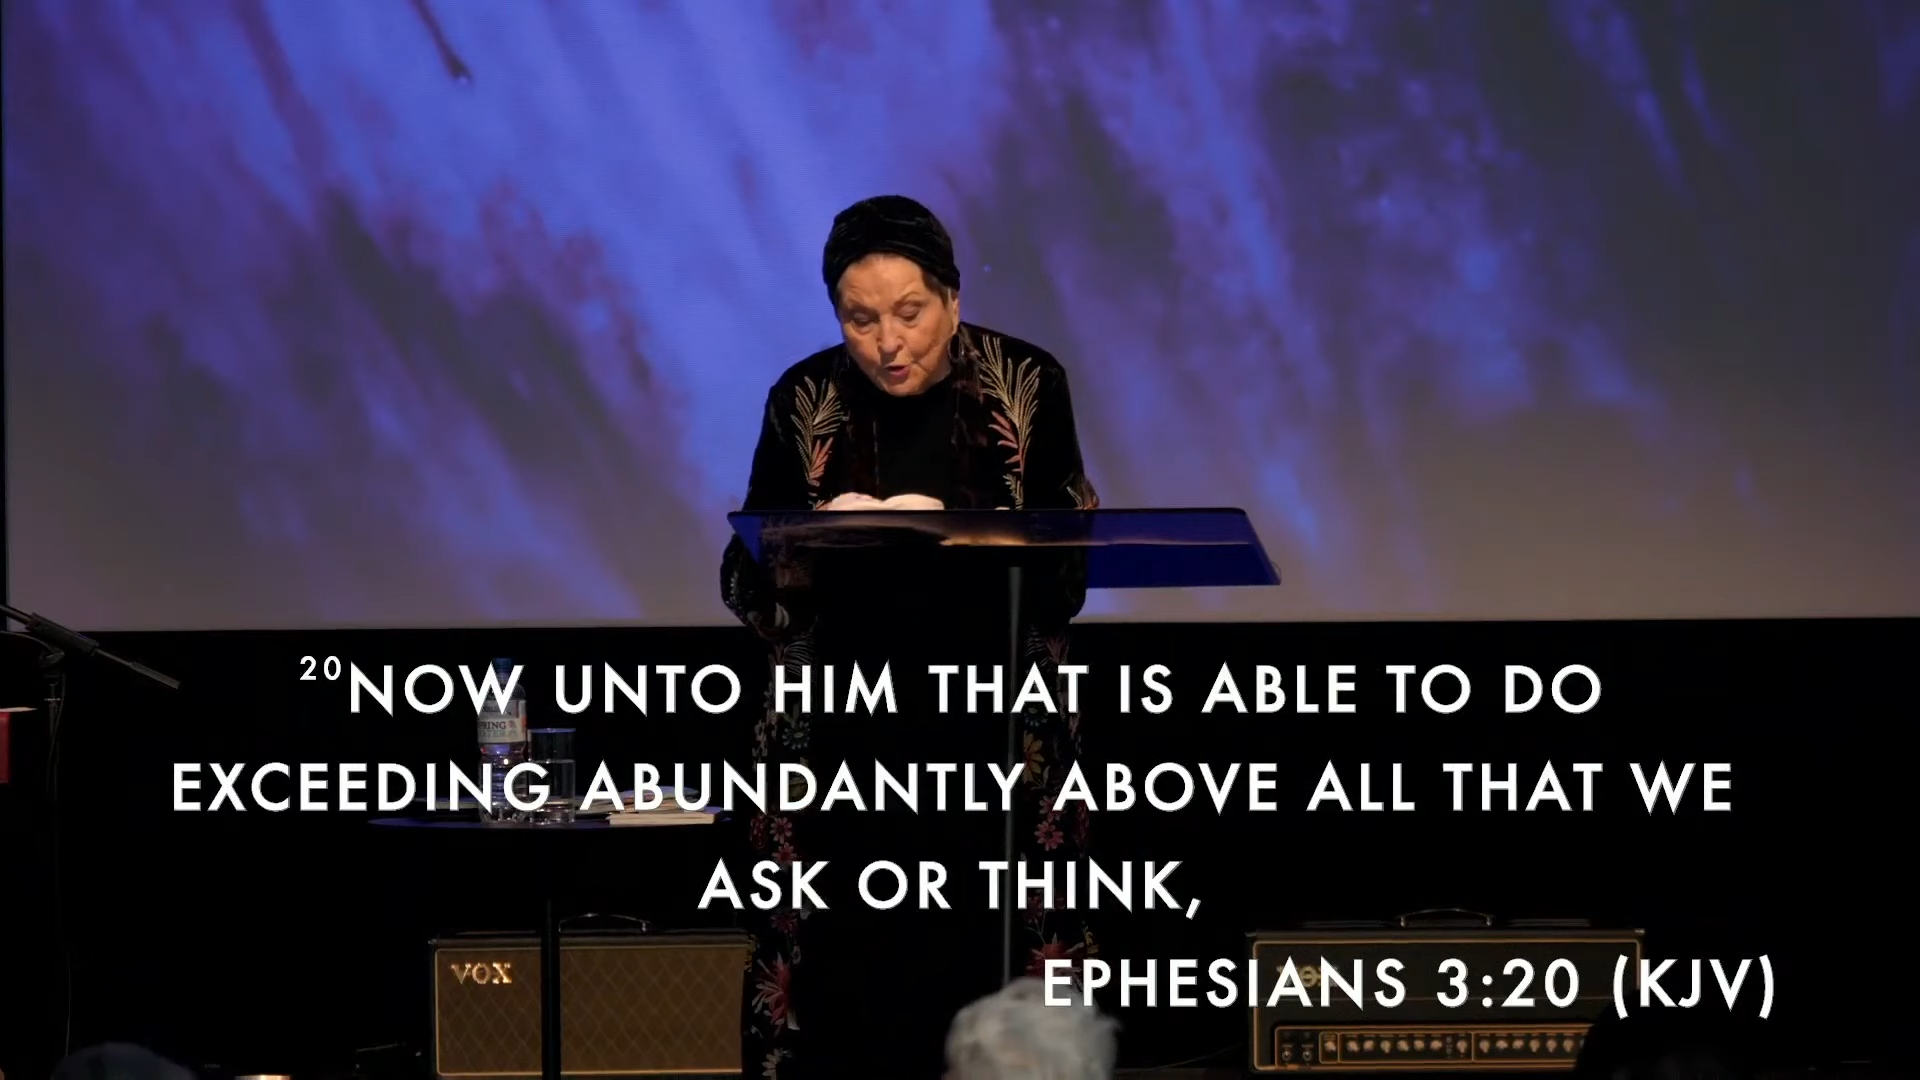 ²⁰NOW UNTO HIM THAT IS ABLE TO DO
EXCEEDING ABUNDANTLY ABOVE ALL THAT WE
ASK OR THINK,
EPHESIANS 3:20 (KJV)
VOX